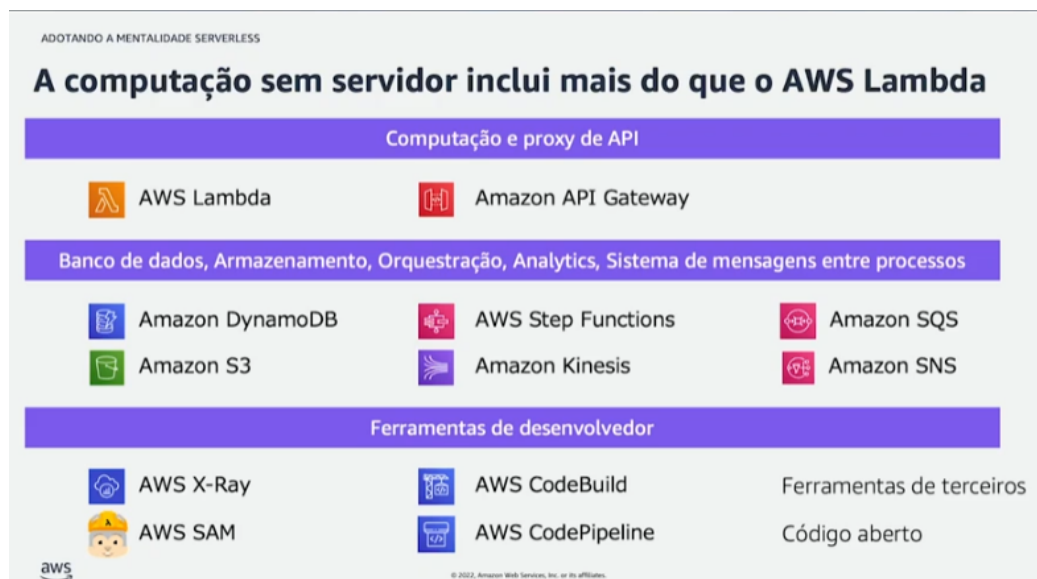 ADOTANDO A MENTALIDADE SERVERLESS
A computação sem servidor inclui mais do que o AWS Lambda
Computação e proxy de API
AWS Lambda
Amazon API Gateway
Banco de dados, Armazenamento, Orquestração, Analytics, Sistema de mensagens entre processos
Amazon DynamoDB
AWS Step Functions
Amazon SQS
Amazon S3
Amazon Kinesis
Amazon SNS
Ferramentas de desenvolvedor
AWS X-Ray
AWS CodeBuild
Ferramentas de terceiros
AWS SAM
AWS CodePipeline
Código aberto
aws
© 2022, Amazon Web Services, Inc. or its affiliates.